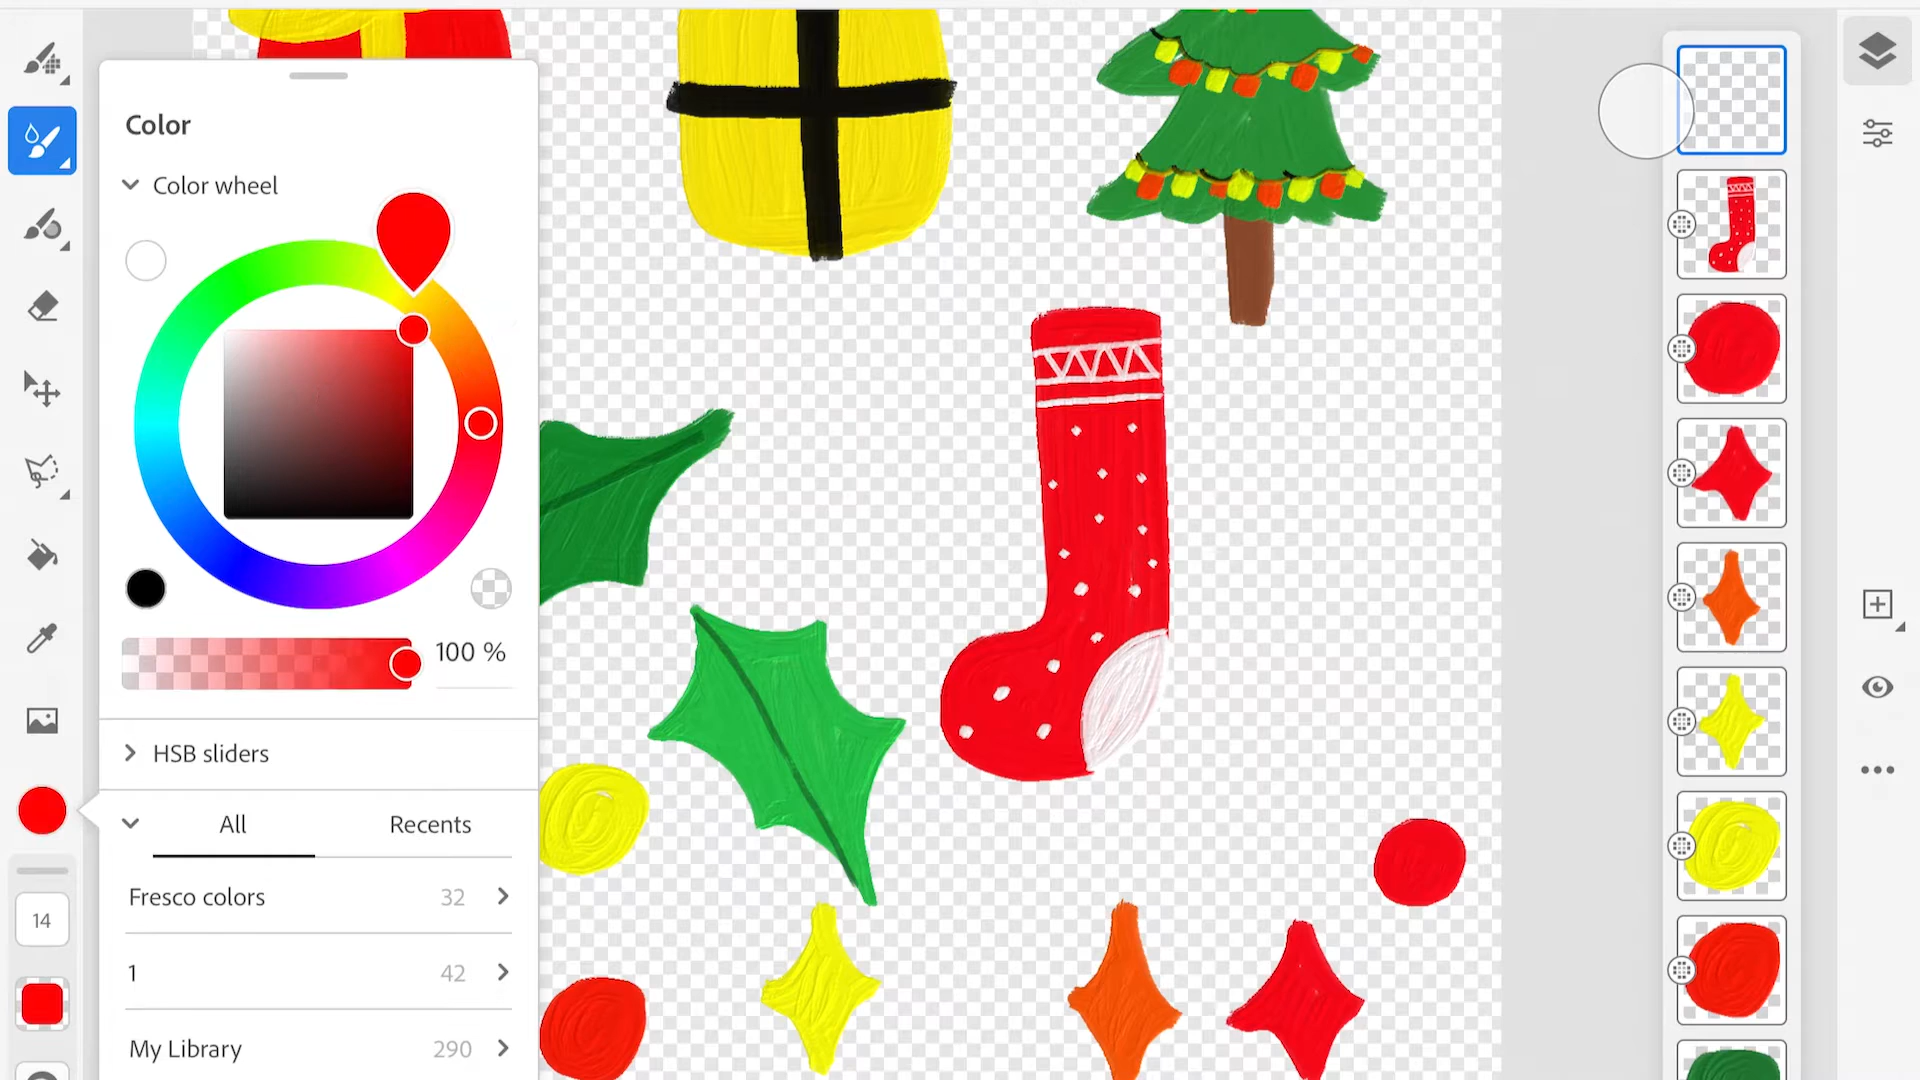 Color
Color wheel
100 %
HSB sliders
All
Recents
Fresco colors
32
1
42
My Library
290
14